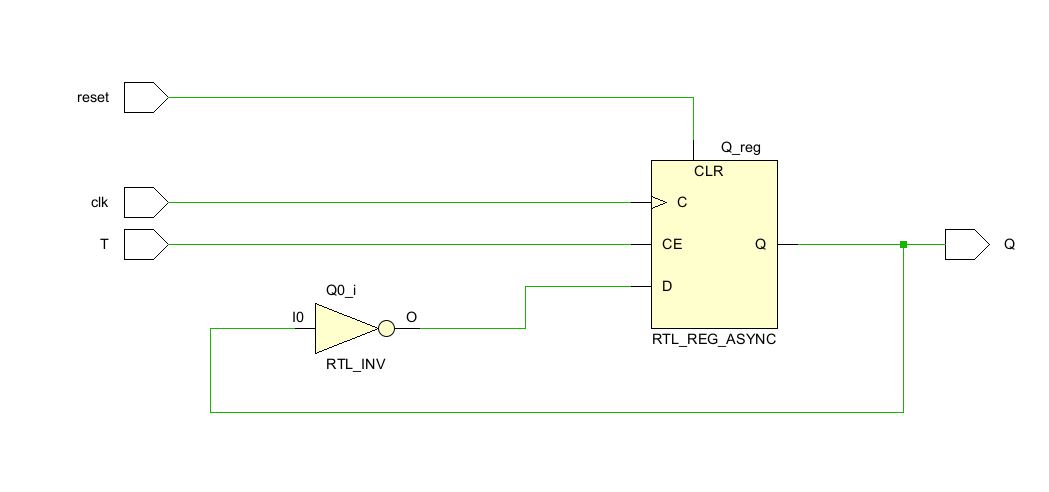 reset
Q_reg
CLR
clk
C
T
CE
Q
Q
D
Q0_i
I0
O
RTL_INV
RTL_REG_ASYNC